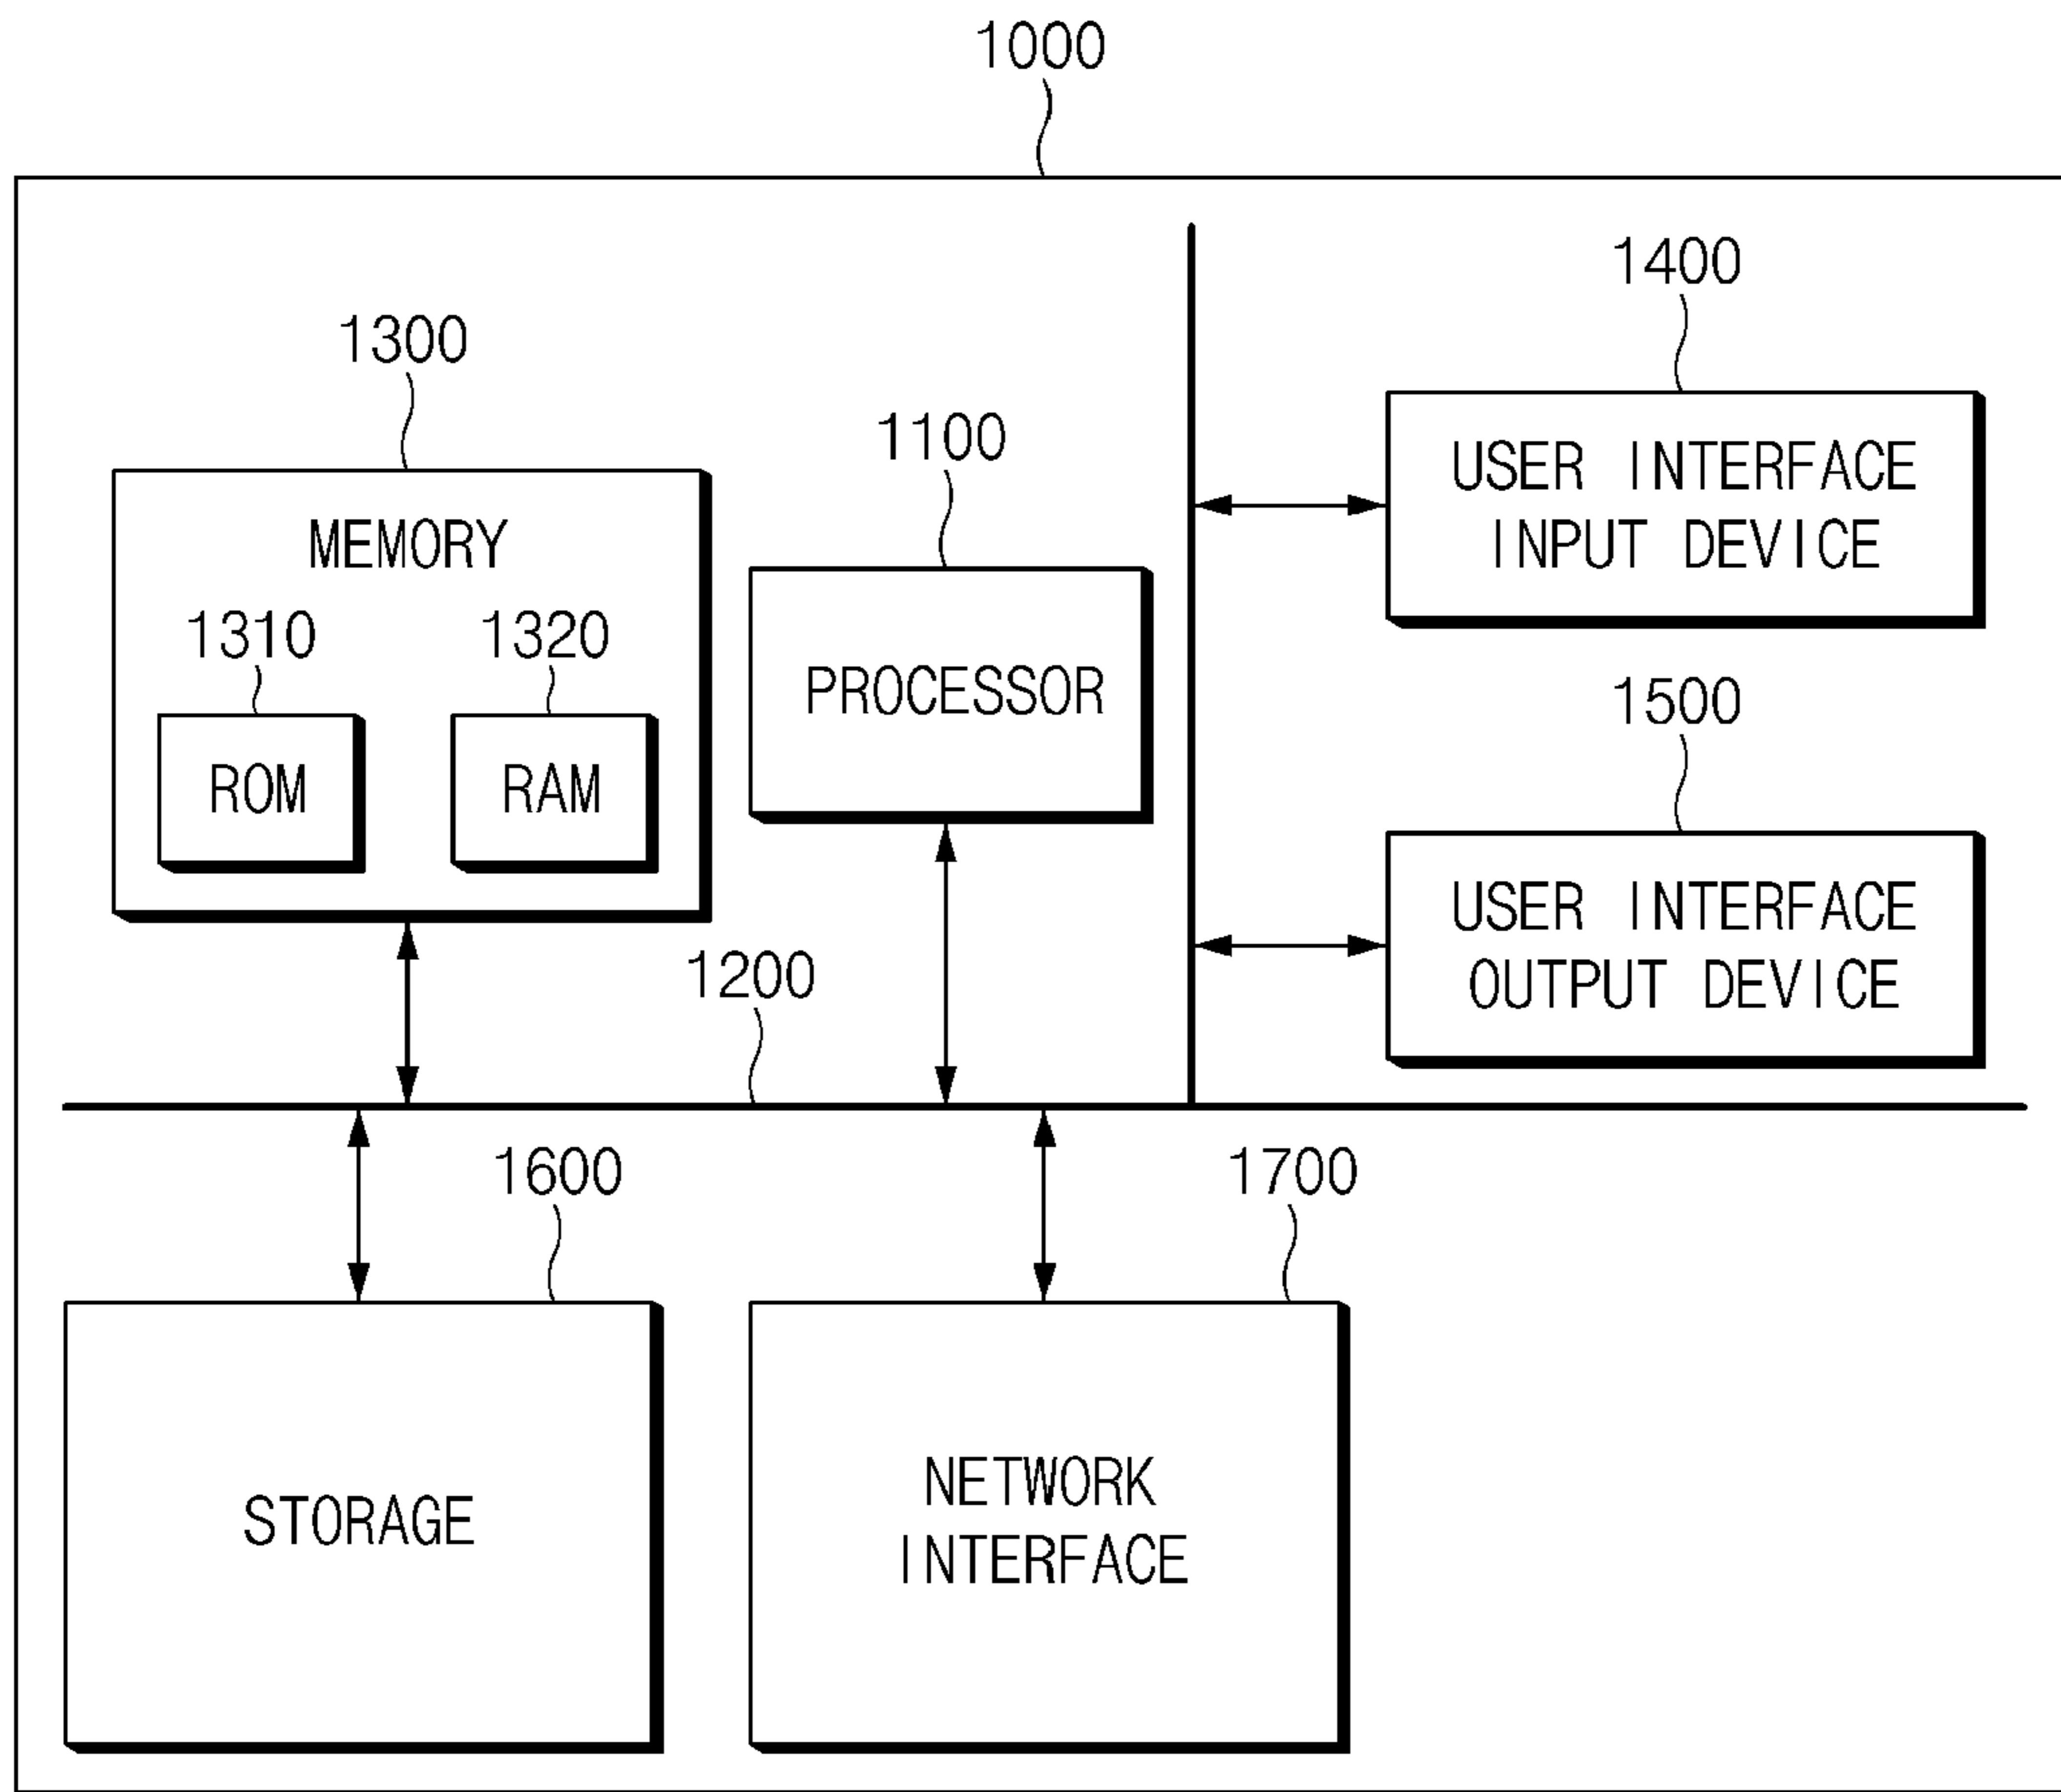 1000
1400
1300
1100
USER INTERFACE
INPUT DEVICE
MEMORY
1310
1320
PROCESSOR
1500
ROM
RAM
USER INTERFACE
OUTPUT DEVICE
1200
1600
1700
STORAGE
NETWORK
INTERFACE